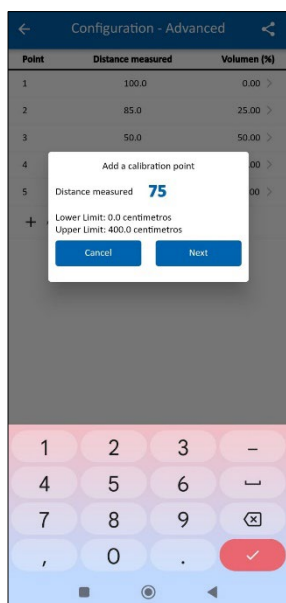 Configuration - Advanced
Point Distance measured Volumen (%)
1 100.0 0.00 >
2 85.0 25.00 >
3 50.0 50.00 >
4 .00 >
5 00 >
+
Add a calibration point
Distance measured 75
Lower Limit: 0.0 centimetros
Upper Limit: 400.0 centimetros
Cancel Next
1 2 3 –
4 5 6
7 8 9
, 0 .